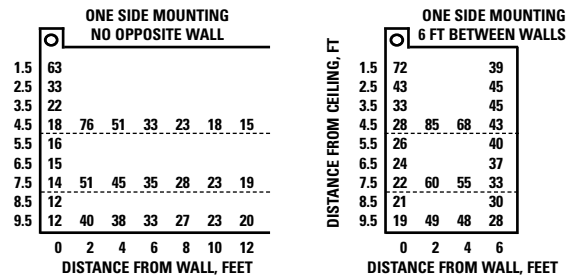 ONE SIDE MOUNTING
NO OPPOSITE WALL
1.5 63
2.5 33
3.5 22
4.5 18 76 51 33 23 18 15
5.5 16
6.5 15
7.5 14 51 45 35 28 23 19
8.5 12
9.5 12 40 38 33 27 23 20
0 2 4 6 8 10 12
DISTANCE FROM WALL, FEET
ONE SIDE MOUNTING
6 FT BETWEEN WALLS
DISTANCE FROM CEILING, FT
1.5 72 39
2.5 43 45
3.5 33 45
4.5 28 85 68 43
5.5 26 40
6.5 24 37
7.5 22 60 55 33
8.5 21 30
9.5 19 49 48 28
0 2 4 6
DISTANCE FROM WALL, FEET